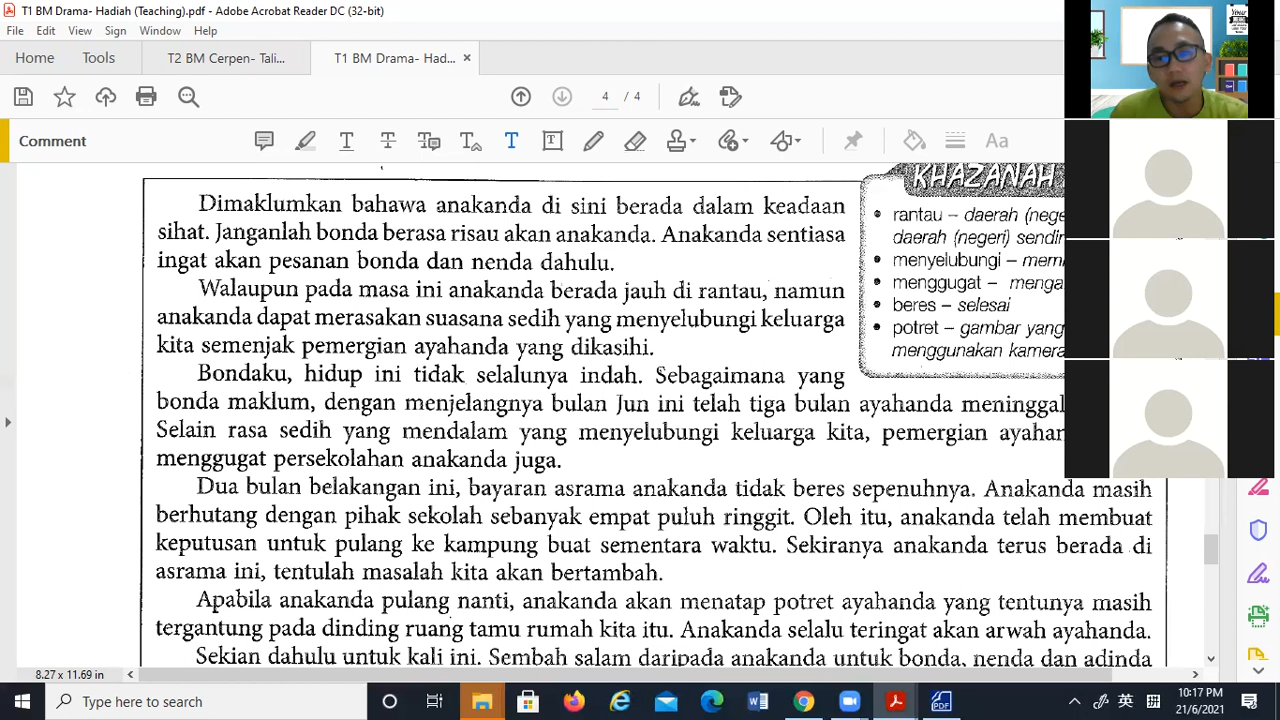 T1 BM Drama- Hadiah (Teaching).pdf - Adobe Acrobat Reader DC (32-bit)
File Edit View Sign Window Help
Home Tools T2 BM Cerpen- Tali... T1 BM Drama- Had... ×
4 / 4
Comment
Aa
KHAZANAH
Dimaklumkan bahawa anakanda di sini berada dalam keadaan
sihat. Janganlah bonda berasa risau akan anakanda. Anakanda sentiasa
ingat akan pesanan bonda dan nenda dahulu.
Walaupun pada masa ini anakanda berada jauh di rantau, namun
anakanda dapat merasakan suasana sedih yang menyelubungi keluarga
kita semenjak pemergian ayahanda yang dikasihi.
Bondaku, hidup ini tidak selalunya indah. Sebagaimana yang
bonda maklum, dengan menjelangnya bulan Jun ini telah tiga bulan ayahanda meninggal
Selain rasa sedih yang mendalam yang menyelubungi keluarga kita, pemergian ayahan
menggugat persekolahan anakanda juga.
Dua bulan belakangan ini, bayaran asrama anakanda tidak beres sepenuhnya. Anakanda masih
berhutang dengan pihak sekolah sebanyak empat puluh ringgit. Oleh itu, anakanda telah membuat
keputusan untuk pulang ke kampung buat sementara waktu. Sekiranya anakanda terus berada di
asrama ini, tentulah masalah kita akan bertambah.
Apabila anakanda pulang nanti, anakanda akan menatap potret ayahanda yang tentunya masih
tergantung pada dinding ruang tamu rumah kita itu. Anakanda selalu teringat akan arwah ayahanda.
Sekian dahulu untuk kali ini. Sembah salam daripada anakanda untuk bonda, nenda dan adinda
• rantau – daerah (nege
daerah (negeri) sendir
• menyelubungi – mem
• menggugat – menga
• beres – selesai
• potret – gambar yang
menggunakan kamera
8.27 x 11.69 in
Type here to search
英
10:17 PM
21/6/2021